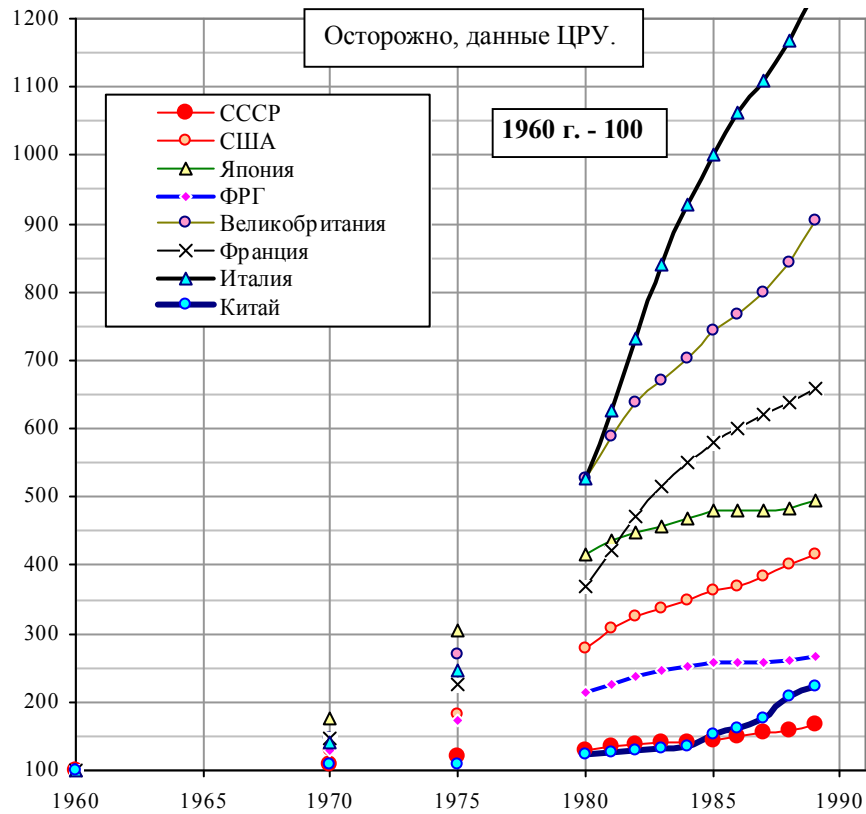 Осторожно, данные ЦРУ.
1960 г. - 100
СССР
США
Япония
ФРГ
Великобритания
Франция
Италия
Китай
1200
1100
1000
900
800
700
600
500
400
300
200
100
1960 1965 1970 1975 1980 1985 1990